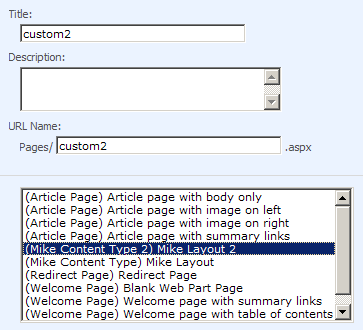 Title:
custom2
Description:
URL Name:
Pages/ custom2 .aspx
(Article Page) Article page with body only
(Article Page) Article page with image on left
(Article Page) Article page with image on right
(Article Page) Article page with summary links
(Mike Content Type 2) Mike Layout 2
(Mike Content Type) Mike Layout
(Redirect Page) Redirect Page
(Welcome Page) Blank Web Part Page
(Welcome Page) Welcome page with summary links
(Welcome Page) Welcome page with table of contents